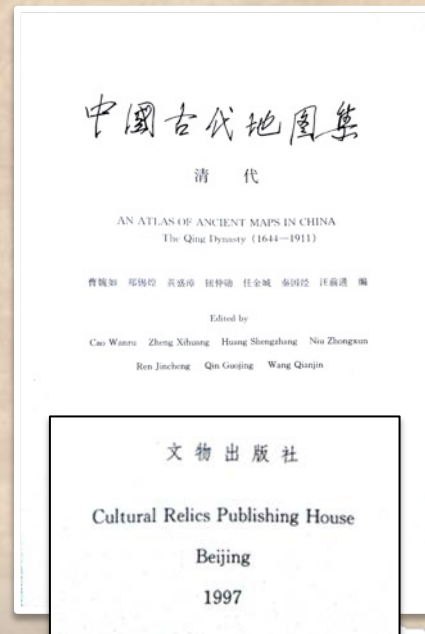 中國古代地图集
清 代
AN ATLAS OF ANCIENT MAPS IN CHINA
The Qing Dynasty (1644—1911)
曹婉如 郑锡煌 黄盛璋 钮仲勋 任金城 秦国经 汪前进 编
Edited by
Cao Wanru Zheng Xihuang Huang Shengzhang Niu Zhongxun
Ren Jincheng Qin Guojing Wang Qianjin
文物出版社
Cultural Relics Publishing House
Beijing
1997